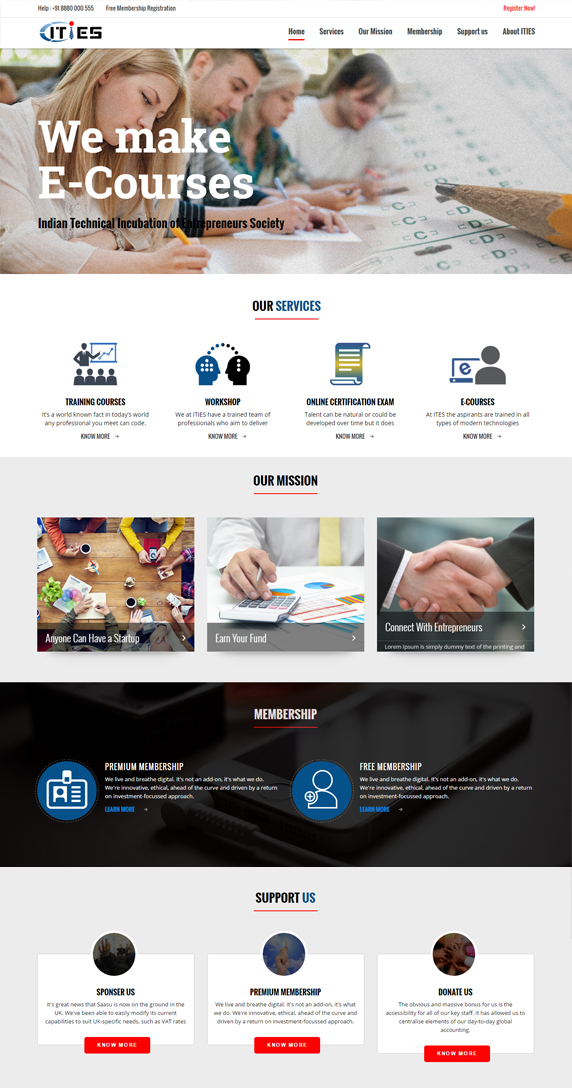 Help : +91 8880 000 555 Free Membership Registration Register Now!
ITIES
Home Services Our Mission Membership Support us About ITIES
We make
E-Courses
Indian Technical Incubation of Entrepreneurs Society
OUR SERVICES
TRAINING COURSES
It's a world known fact in today's world
any professional you meet can code.
KNOW MORE
WORKSHOP
We at ITIES have a trained team of
professionals who aim to deliver
KNOW MORE
ONLINE CERTIFICATION EXAM
Talent can be natural or could be
developed over time but it does
KNOW MORE
E-COURSES
At ITES the aspirants are trained in all
types of modern technologies
KNOW MORE
OUR MISSION
Anyone Can Have a Startup
Earn Your Fund
Connect With Entrepreneurs
Lorem Ipsum is simply dummy text of the printing and
MEMBERSHIP
PREMIUM MEMBERSHIP
We live and breathe digital. It's not an add-on, it's what we do.
We're innovative, ethical, ahead of the curve and driven by a return
on investment-focussed approach.
LEARN MORE
FREE MEMBERSHIP
We live and breathe digital. It's not an add-on, it's what we do.
We're innovative, ethical, ahead of the curve and driven by a return
on investment-focussed approach.
LEARN MORE
SUPPORT US
SPONSER US
It's great news that Saasu is now on the ground in the
UK. We've been able to easily modify its current
capabilities to suit UK-specific needs, such as VAT rates
KNOW MORE
PREMIUM MEMBERSHIP
We live and breathe digital. It's not an add-on, it's what
we do. We're innovative, ethical, ahead of the curve and
driven by a return on investment-focussed approach.
KNOW MORE
DONATE US
The obvious and massive bonus for us is the
accessibility for all of our key staff. It has allowed us to
centralise elements of our day-to-day global
accounting.
KNOW MORE